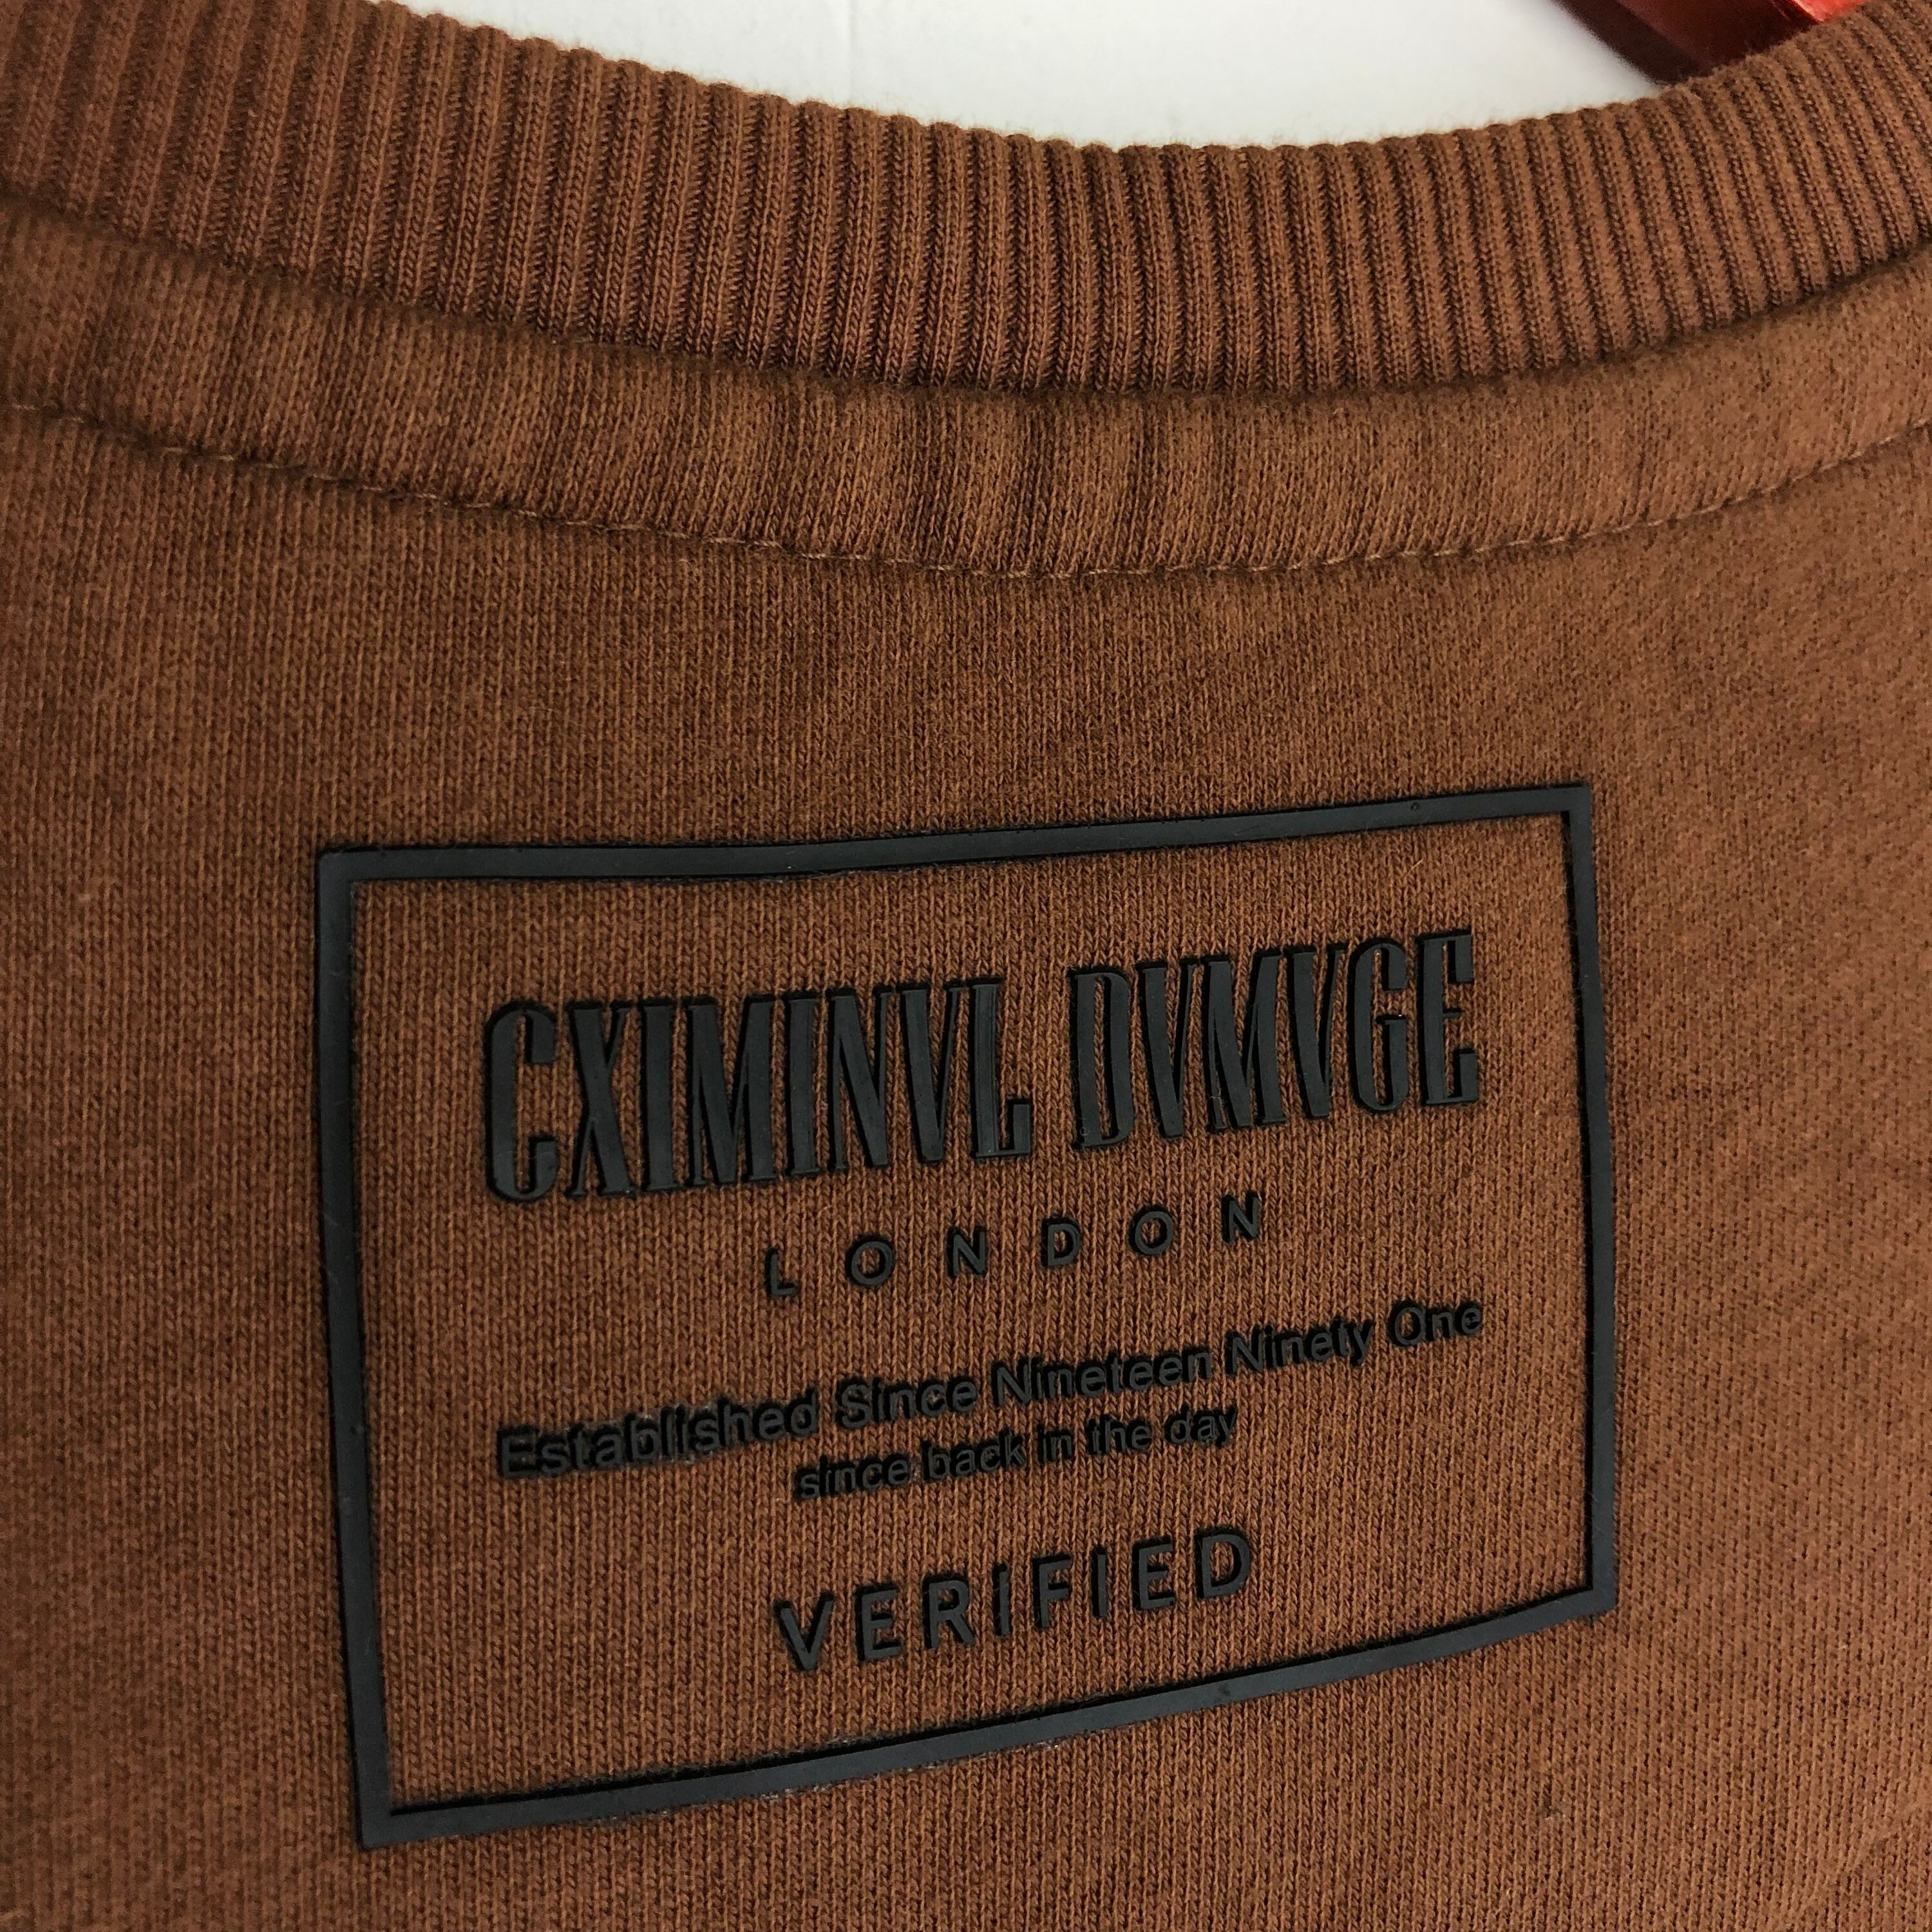 CXIMINVL DVMVGE
LONDON
Established Since Nineteen Ninety One
since back in the day
VERIFIED